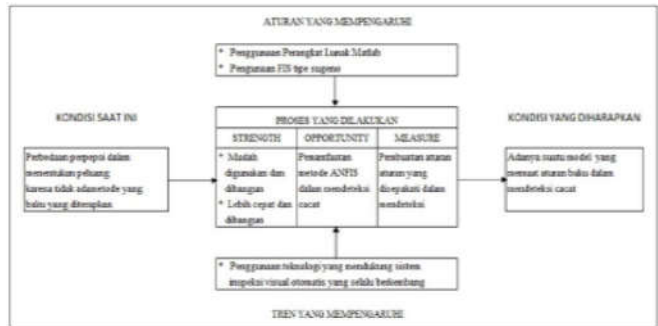 ATURAN YANG MEMPENGARUHI
* Penggunaan Perangkat Lunak Matlab
* Pengunaan FIS tipe sugeno
KONDISI SAAT INI
Perbedaan perpepsi dalam
menentukan peluang
karena tidak adametode yang
baku yang diterapkan
PROSES YANG DILAKUKAN
STRENGTH
* Mudah
digunakan dan
dibangun
* Lebih cepat dan
dibangun
OPPORTUNITY
Pemanfaatan
metode ANFIS
dalam mendeteksi
cacat
MEASURE
Pembuatan aturan
aturan yang
disepakati dalam
mendeteksi
KONDISI YANG DIHARAPKAN
Adanya suatu model yang
memuat aturan baku dalam
mendeteksi cacat
* Penggunaan teknologi yang mendukung sistem
inspeksi visual otomatis yang selalu berkembang
TREN YANG MEMPENGARUHI